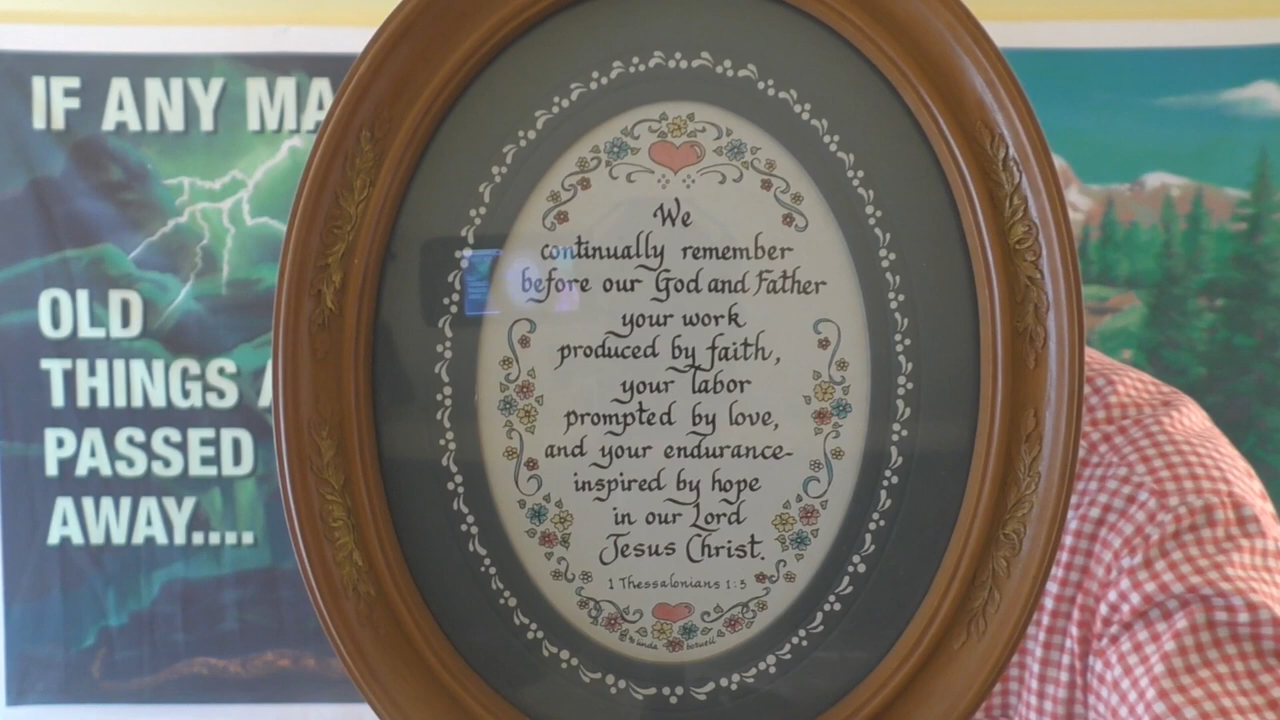 IF ANY MA
OLD
THINGS A
PASSED
AWAY....
We
continually remember
before our God and Father
your work
produced by faith,
your labor
prompted by love,
and your endurance-
inspired by hope
in our Lord
Jesus Christ.
1 Thessalonians 1:3
linda